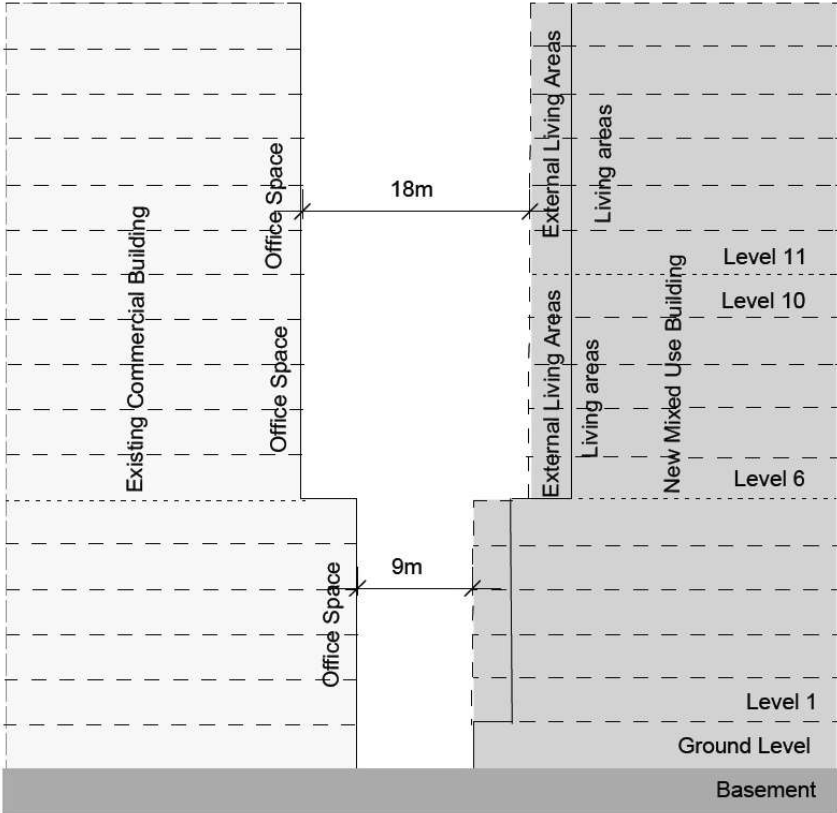 External Living Areas
Living areas
Office Space
18m
Existing Commercial Building
Level 11
Level 10
Office Space
External Living Areas
Living areas
New Mixed Use Building
Level 6
9m
Office Space
Level 1
Ground Level
Basement